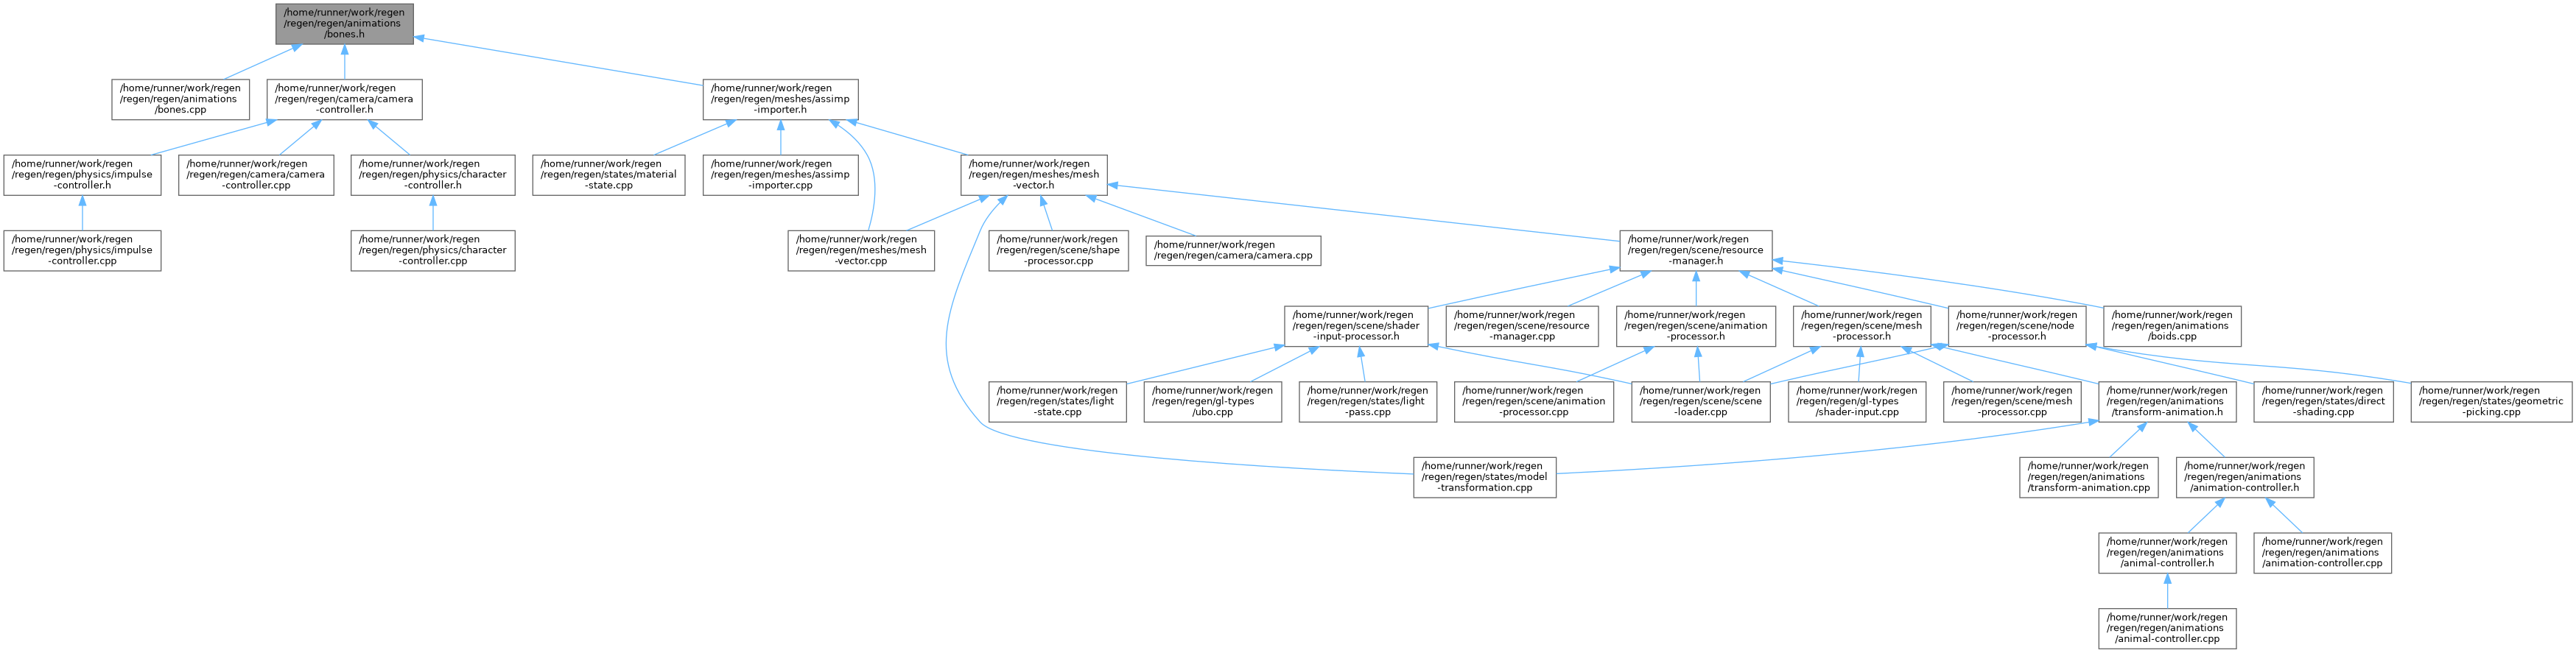 /home/runner/work/regen
/regen/regen/animations
/bones.h
/home/runner/work/regen
/regen/regen/animations
/bones.cpp
/home/runner/work/regen
/regen/regen/camera/camera
-controller.h
/home/runner/work/regen
/regen/regen/meshes/assimp
-importer.h
/home/runner/work/regen
/regen/regen/physics/impulse
-controller.h
/home/runner/work/regen
/regen/regen/camera/camera
-controller.cpp
/home/runner/work/regen
/regen/regen/physics/character
-controller.h
/home/runner/work/regen
/regen/regen/states/material
-state.cpp
/home/runner/work/regen
/regen/regen/meshes/assimp
-importer.cpp
/home/runner/work/regen
/regen/regen/meshes/mesh
-vector.h
/home/runner/work/regen
/regen/regen/physics/impulse
-controller.cpp
/home/runner/work/regen
/regen/regen/physics/character
-controller.cpp
/home/runner/work/regen
/regen/regen/meshes/mesh
-vector.cpp
/home/runner/work/regen
/regen/regen/scene/shape
-processor.cpp
/home/runner/work/regen
/regen/regen/camera/camera.cpp
/home/runner/work/regen
/regen/regen/scene/resource
-manager.h
/home/runner/work/regen
/regen/regen/scene/shader
-input-processor.h
/home/runner/work/regen
/regen/regen/scene/resource
-manager.cpp
/home/runner/work/regen
/regen/regen/scene/animation
-processor.h
/home/runner/work/regen
/regen/regen/scene/mesh
-processor.h
/home/runner/work/regen
/regen/regen/scene/node
-processor.h
/home/runner/work/regen
/regen/regen/animations
/boids.cpp
/home/runner/work/regen
/regen/regen/states/light
-state.cpp
/home/runner/work/regen
/regen/regen/gl-types
/ubo.cpp
/home/runner/work/regen
/regen/regen/states/light
-pass.cpp
/home/runner/work/regen
/regen/regen/scene/animation
-processor.cpp
/home/runner/work/regen
/regen/regen/scene/scene
-loader.cpp
/home/runner/work/regen
/regen/regen/gl-types
/shader-input.cpp
/home/runner/work/regen
/regen/regen/scene/mesh
-processor.cpp
/home/runner/work/regen
/regen/regen/animations
/transform-animation.h
/home/runner/work/regen
/regen/regen/states/direct
-shading.cpp
/home/runner/work/regen
/regen/regen/states/geometric
-picking.cpp
/home/runner/work/regen
/regen/regen/states/model
-transformation.cpp
/home/runner/work/regen
/regen/regen/animations
/transform-animation.cpp
/home/runner/work/regen
/regen/regen/animations
/animation-controller.h
/home/runner/work/regen
/regen/regen/animations
/animal-controller.h
/home/runner/work/regen
/regen/regen/animations
/animation-controller.cpp
/home/runner/work/regen
/regen/regen/animations
/animal-controller.cpp